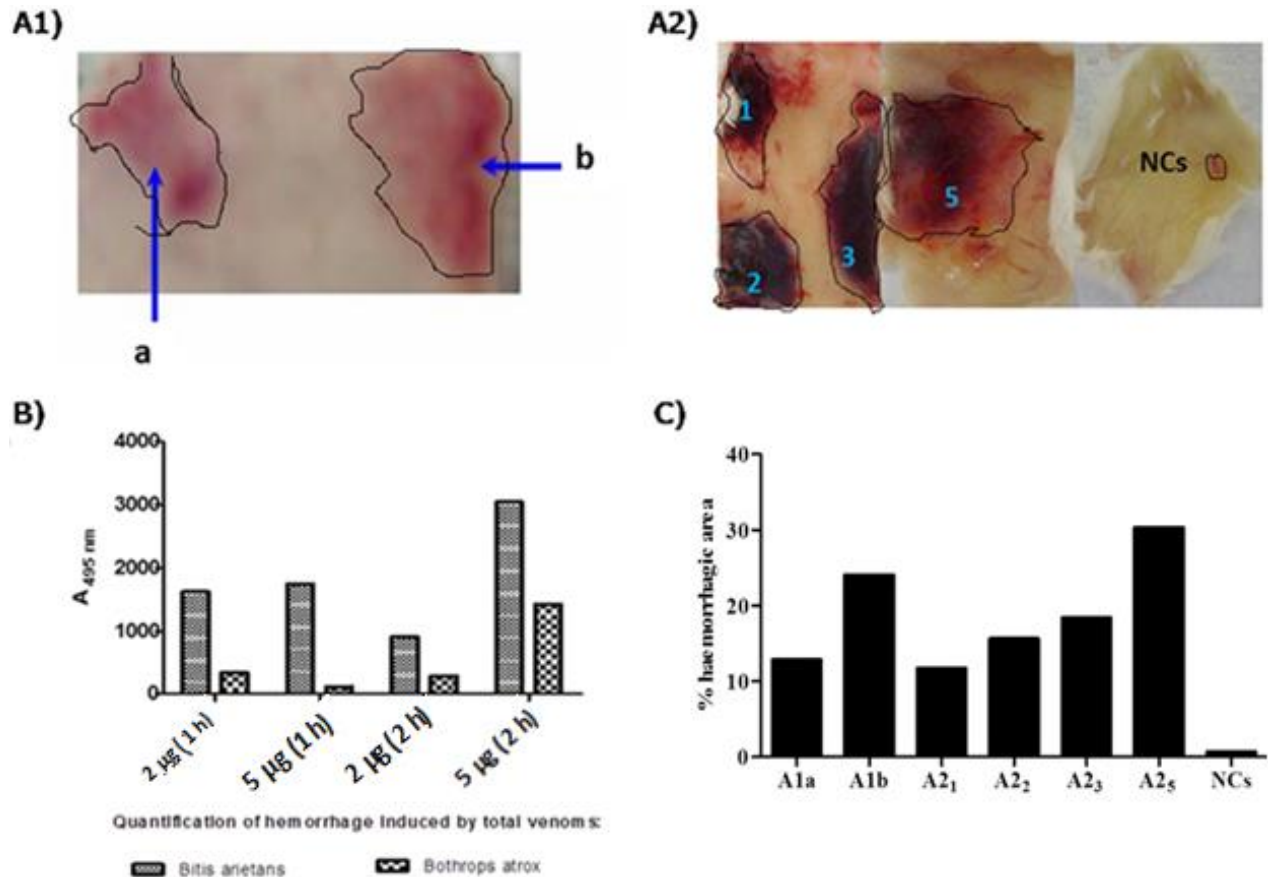 A1)
a
b
A2)
1
2
3
5
NCs
B)
4000
3000
2000
1000
0
A 495 nm
2 µg (1 h)
5 µg (1 h)
2 µg (2 h)
5 µg (2 h)
Quantification of hemorrhage induced by total venoms:
Bitis arietans
Bothrops atrox
C)
40
30
20
10
0
% haemorrhagic area
A1a
A1b
A2₁
A2₂
A2₃
A2₅
NCs